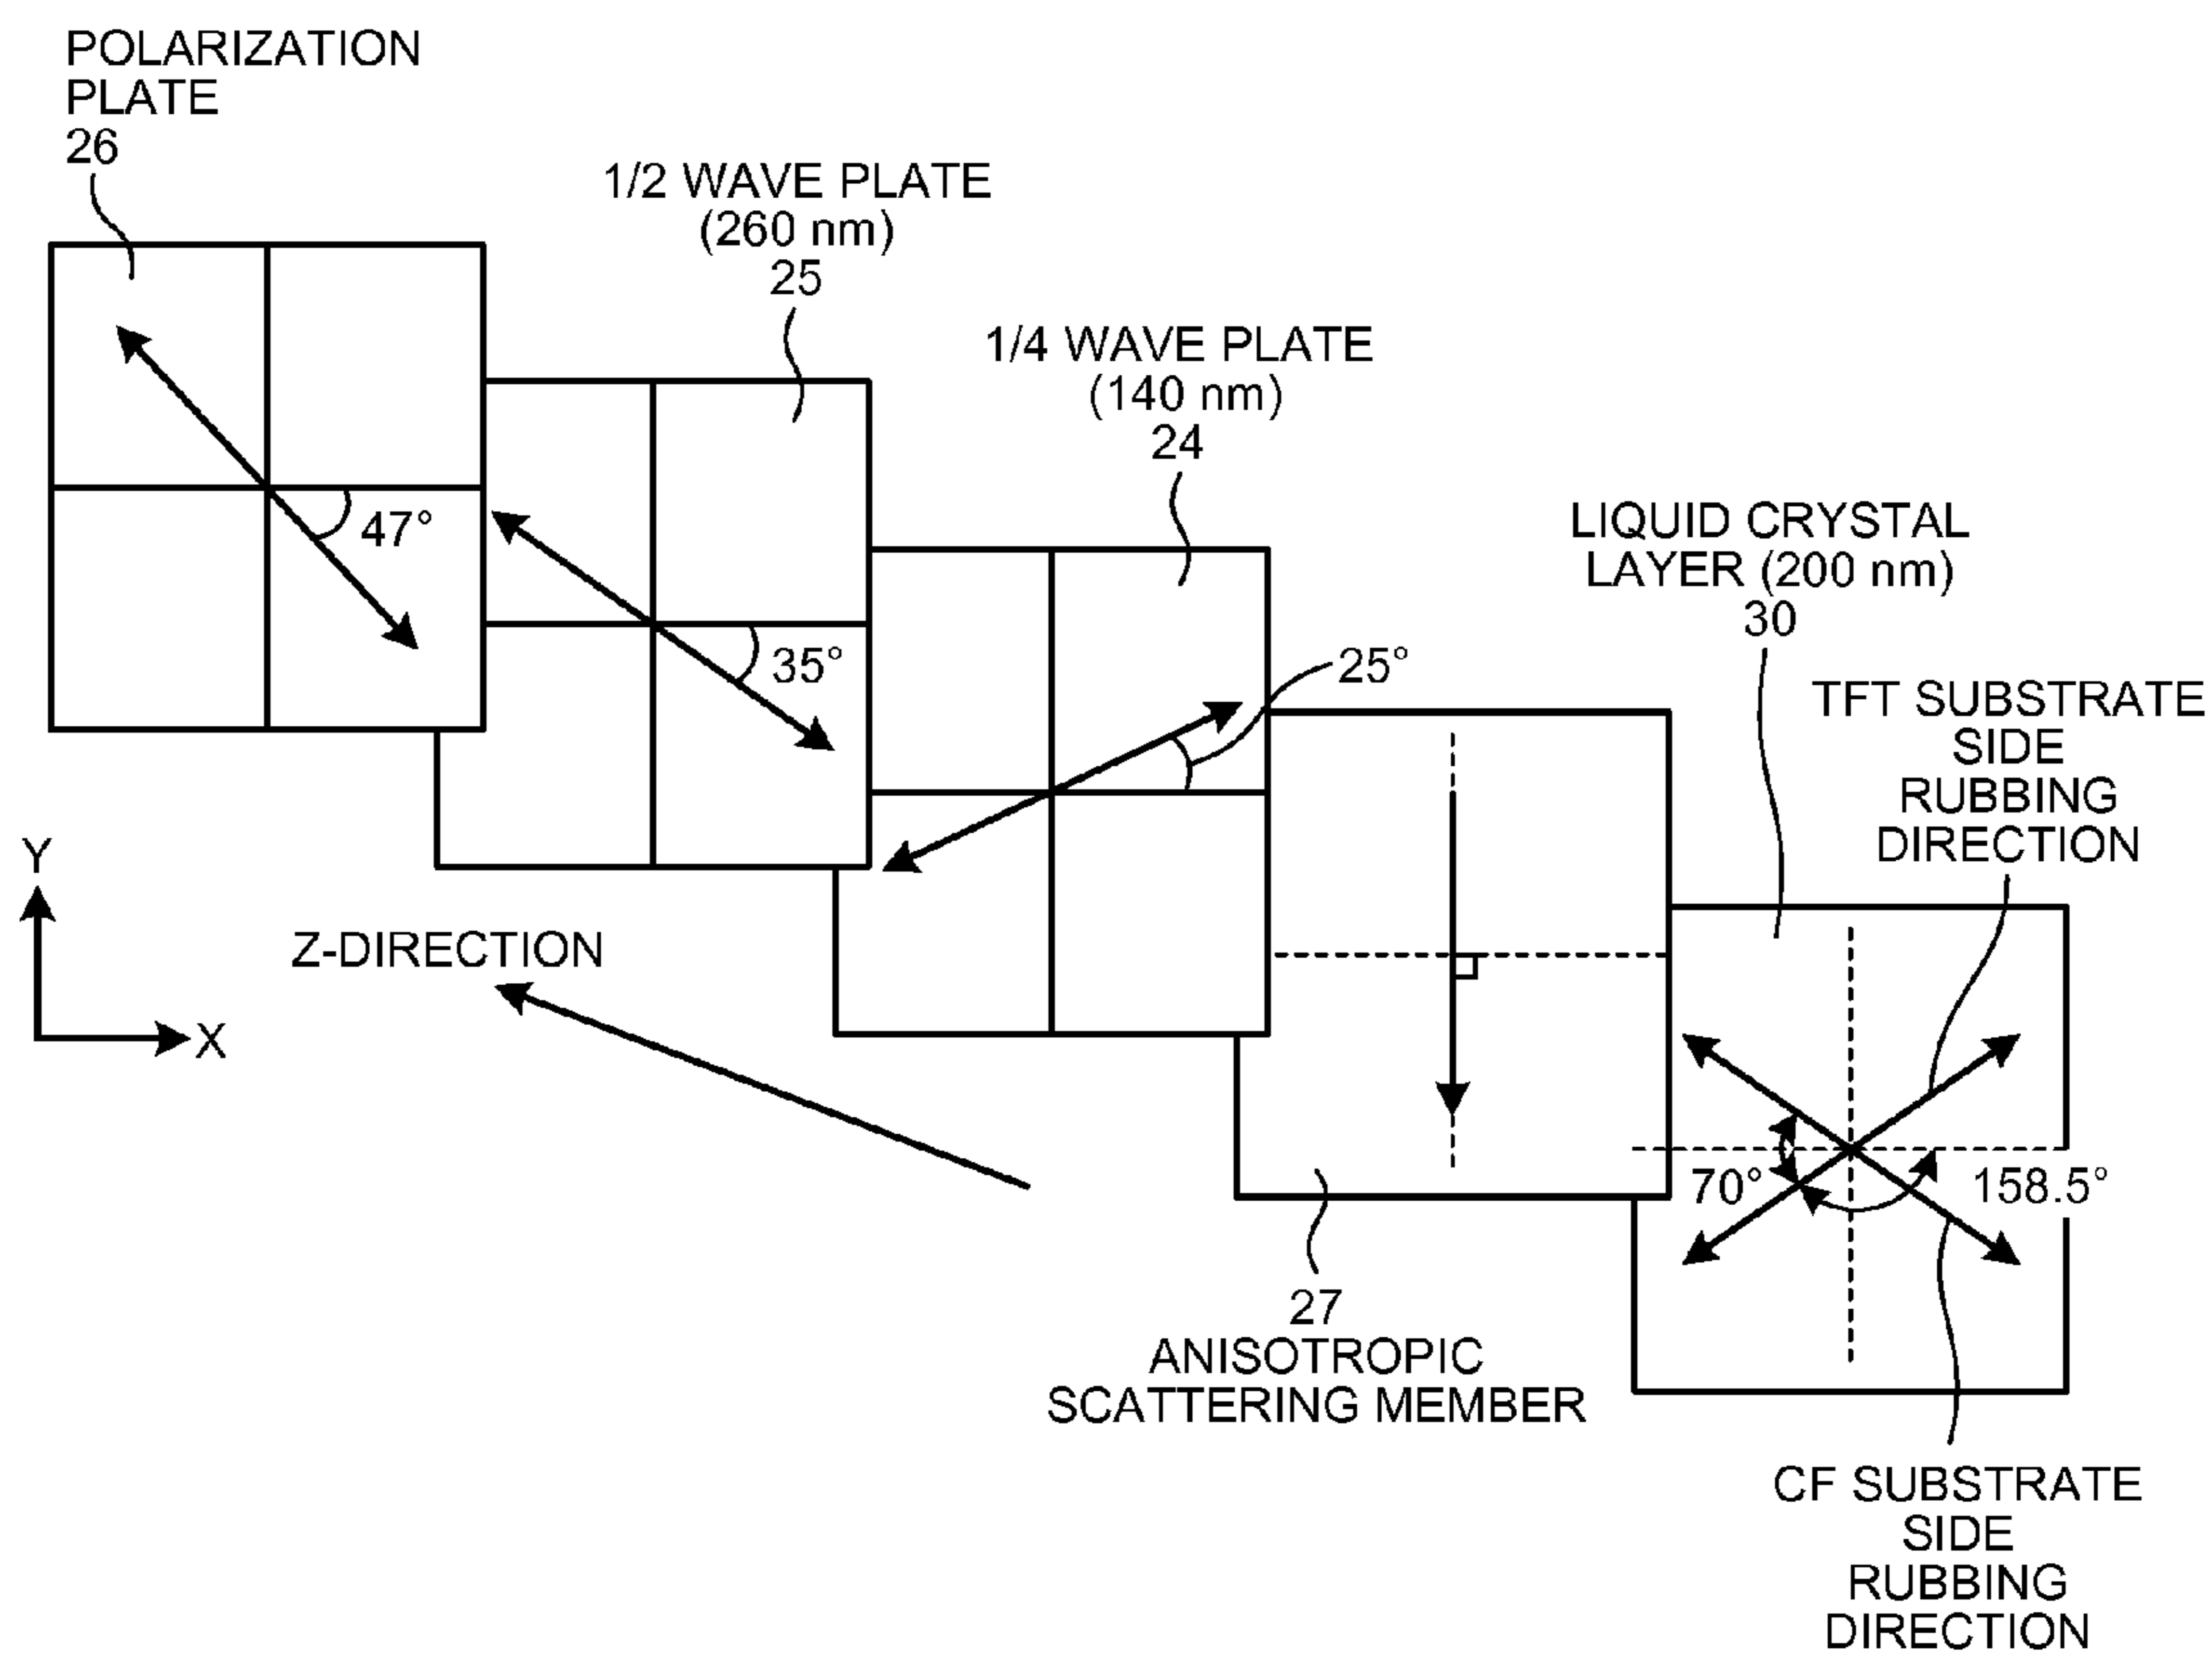 POLARIZATION
PLATE
26
1/2 WAVE PLATE
(260 nm)
25
1/4 WAVE PLATE
(140 nm)
24
LIQUID CRYSTAL
LAYER (200 nm)
30
TFT SUBSTRATE
SIDE
RUBBING
DIRECTION
47°
35°
25°
Y
X
Z-DIRECTION
70°
158.5°
27
ANISOTROPIC
SCATTERING MEMBER
CF SUBSTRATE
SIDE
RUBBING
DIRECTION